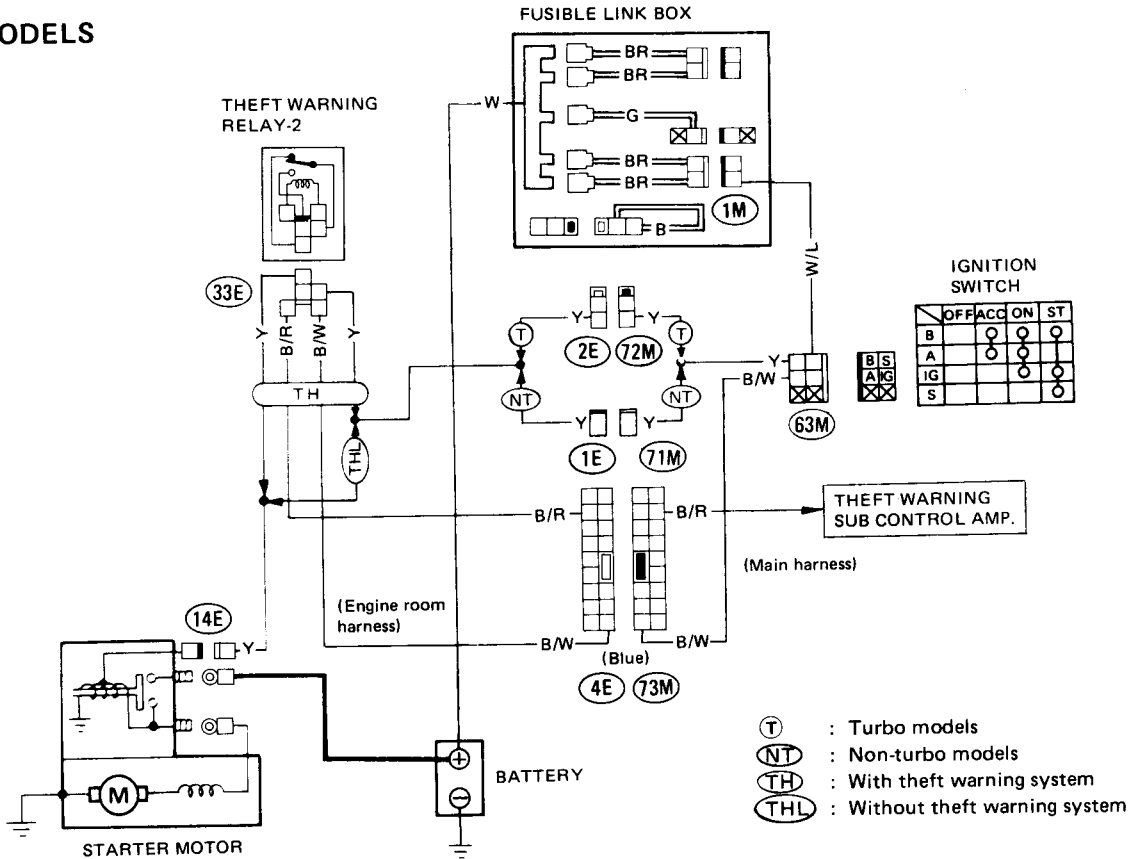 ODELS
FUSIBLE LINK BOX
BR
BR
W
G
BR
BR
B
1M
THEFT WARNING
RELAY-2
33E
Y
B/R
B/W
Y
TH
THL
W/L
IGNITION
SWITCH
OFF ACC ON ST
B
A
IG
S
B S
A IG
T
Y
Y
T
2E
72M
NT
Y
Y
NT
1E
71M
Y
B/W
63M
B/R
B/R
THEFT WARNING
SUB CONTROL AMP.
(Main harness)
(Engine room
harness)
B/W
B/W
(Blue)
4E
73M
14E
Y
M
STARTER MOTOR
BATTERY
T : Turbo models
NT : Non-turbo models
TH : With theft warning system
THL : Without theft warning system